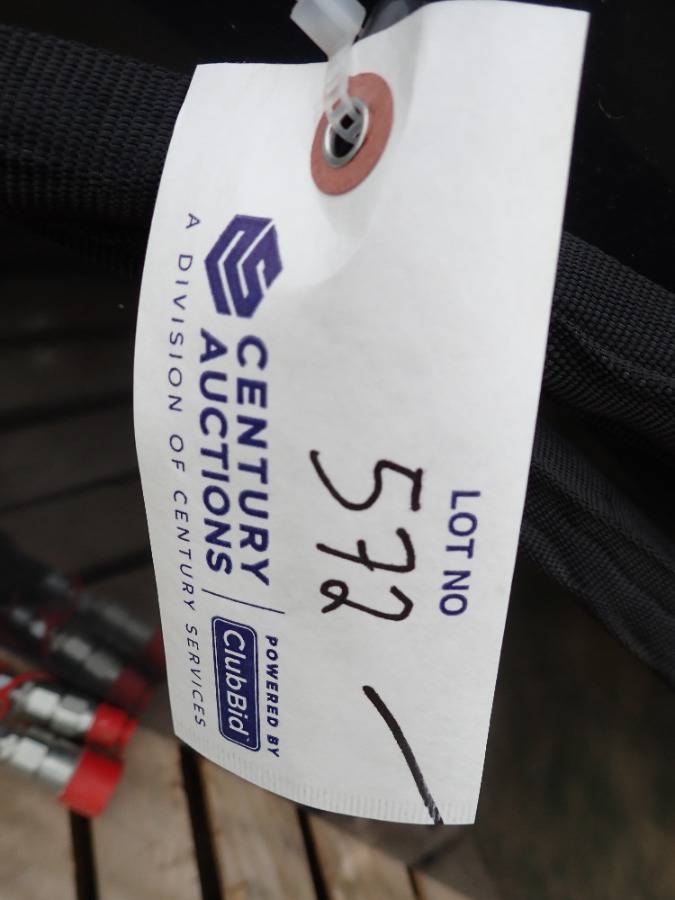 LOT NO
572
CENTURY
AUCTIONS
POWERED BY
ClubBid
A DIVISION OF CENTURY SERVICES